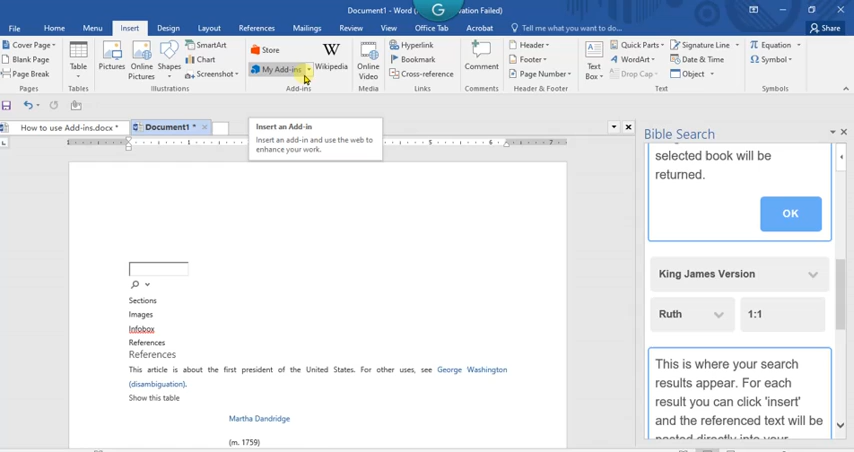 Document1 - Word (
ation Failed)
File Home Menu Insert Design Layout References Mailings Review View Office Tab Acrobat Tell me what you want to do... Share
Cover Page
Blank Page
Page Break
Pages
Table
Tables
Pictures
Online
Pictures
Shapes
SmartArt
Chart
Screenshot
Illustrations
Store
My Add-ins
Wikipedia
Add-ins
Online
Video
Media
Hyperlink
Bookmark
Cross-reference
Links
Comment
Comments
Header
Footer
Page Number
Header & Footer
Text
Box
Quick Parts
WordArt
Drop Cap
Signature Line
Date & Time
Object
Text
Equation
Symbol
Symbols
How to use Add-ins.docx *
Document1 *
Insert an Add-in
Insert an add-in and use the web to
enhance your work.
1
5
6
7
Sections
Images
Infobox
References
References
This article is about the first president of the United States. For other uses, see George Washington
(disambiguation).
Show this table
Martha Dandridge
(m. 1759)
Bible Search
selected book will be
returned.
OK
King James Version
Ruth
1:1
This is where your search
results appear. For each
result you can click 'insert'
and the referenced text will be